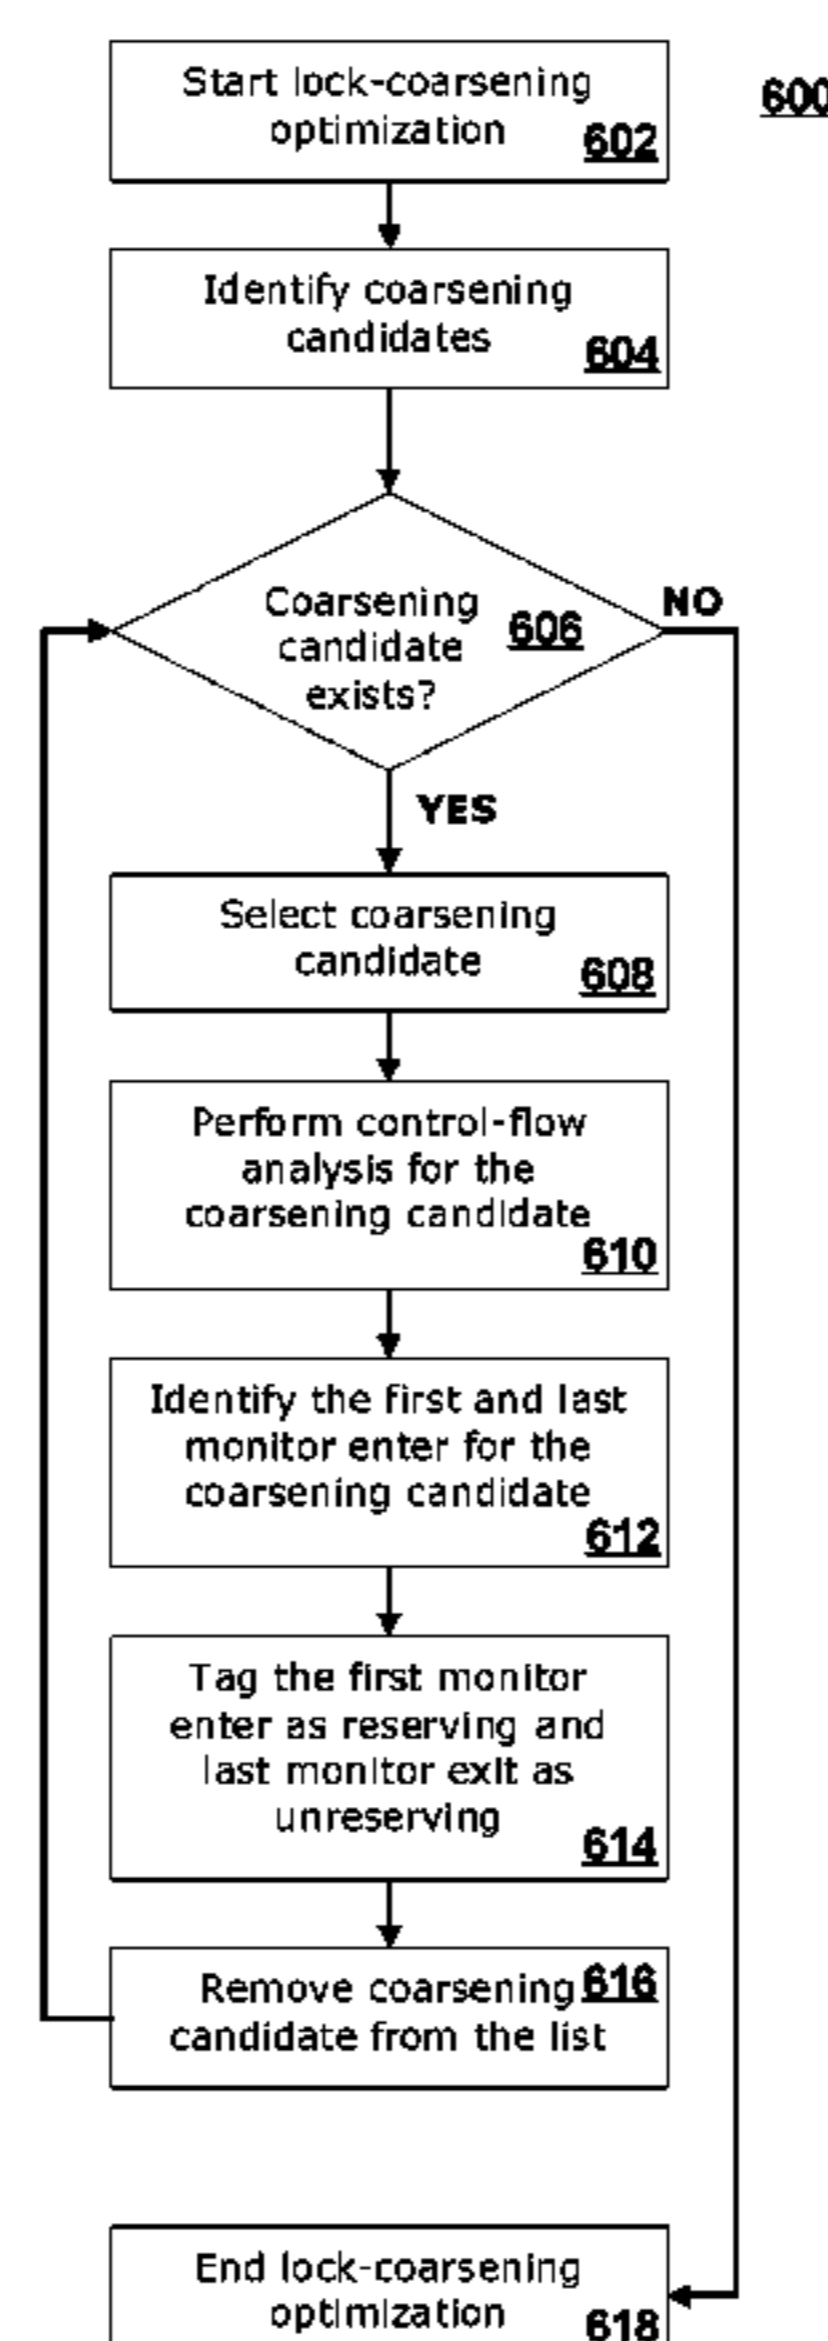 Start lock-coarsening
optimization
602
600
Identify coarsening
candidates
604
Coarsening
candidate
exists?
606
NO
YES
Select coarsening
candidate
608
Perform control-flow
analysis for the
coarsening candidate
610
Identify the first and last
monitor enter for the
coarsening candidate
612
Tag the first monitor
enter as reserving and
last monitor exit as
unreserving
614
Remove coarsening
candidate from the list
616
End lock-coarsening
optimization
618